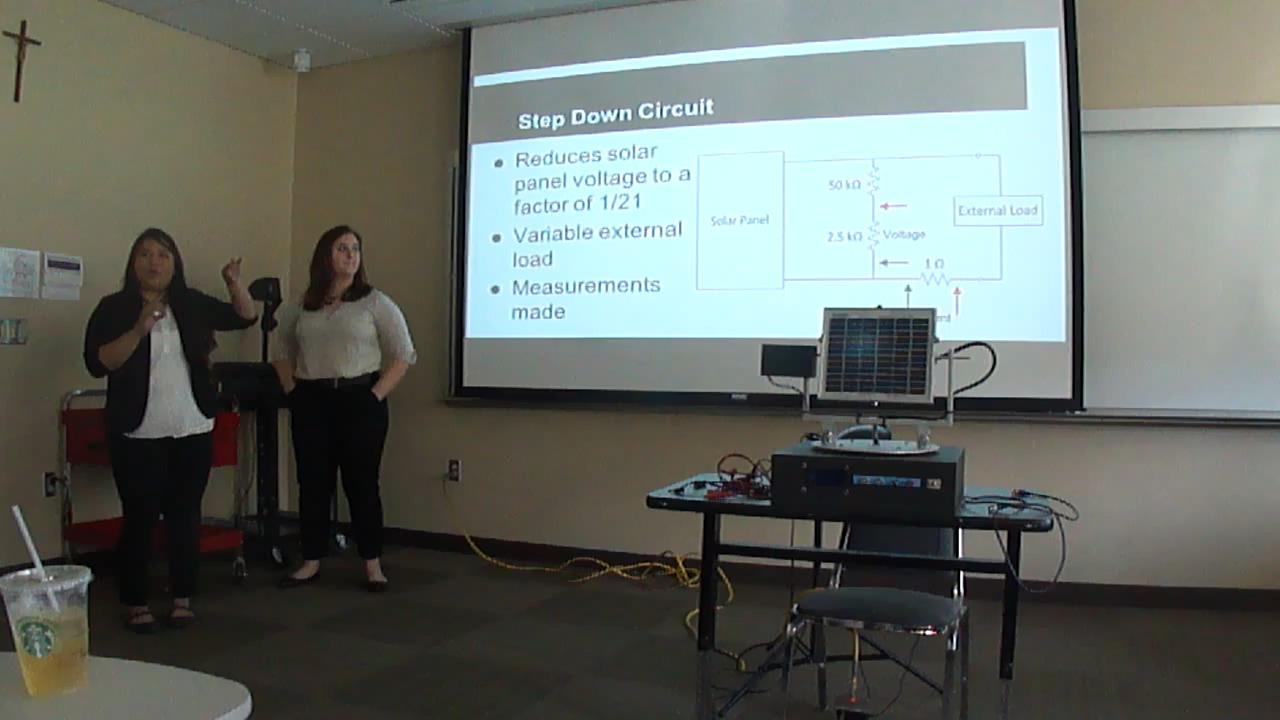 Step Down Circuit
● Reduces solar
panel voltage to a
factor of 1/21
● Variable external
load
● Measurements
made
Solar Panel
50 kΩ
2.5 kΩ
Voltage
1 Ω
External Load